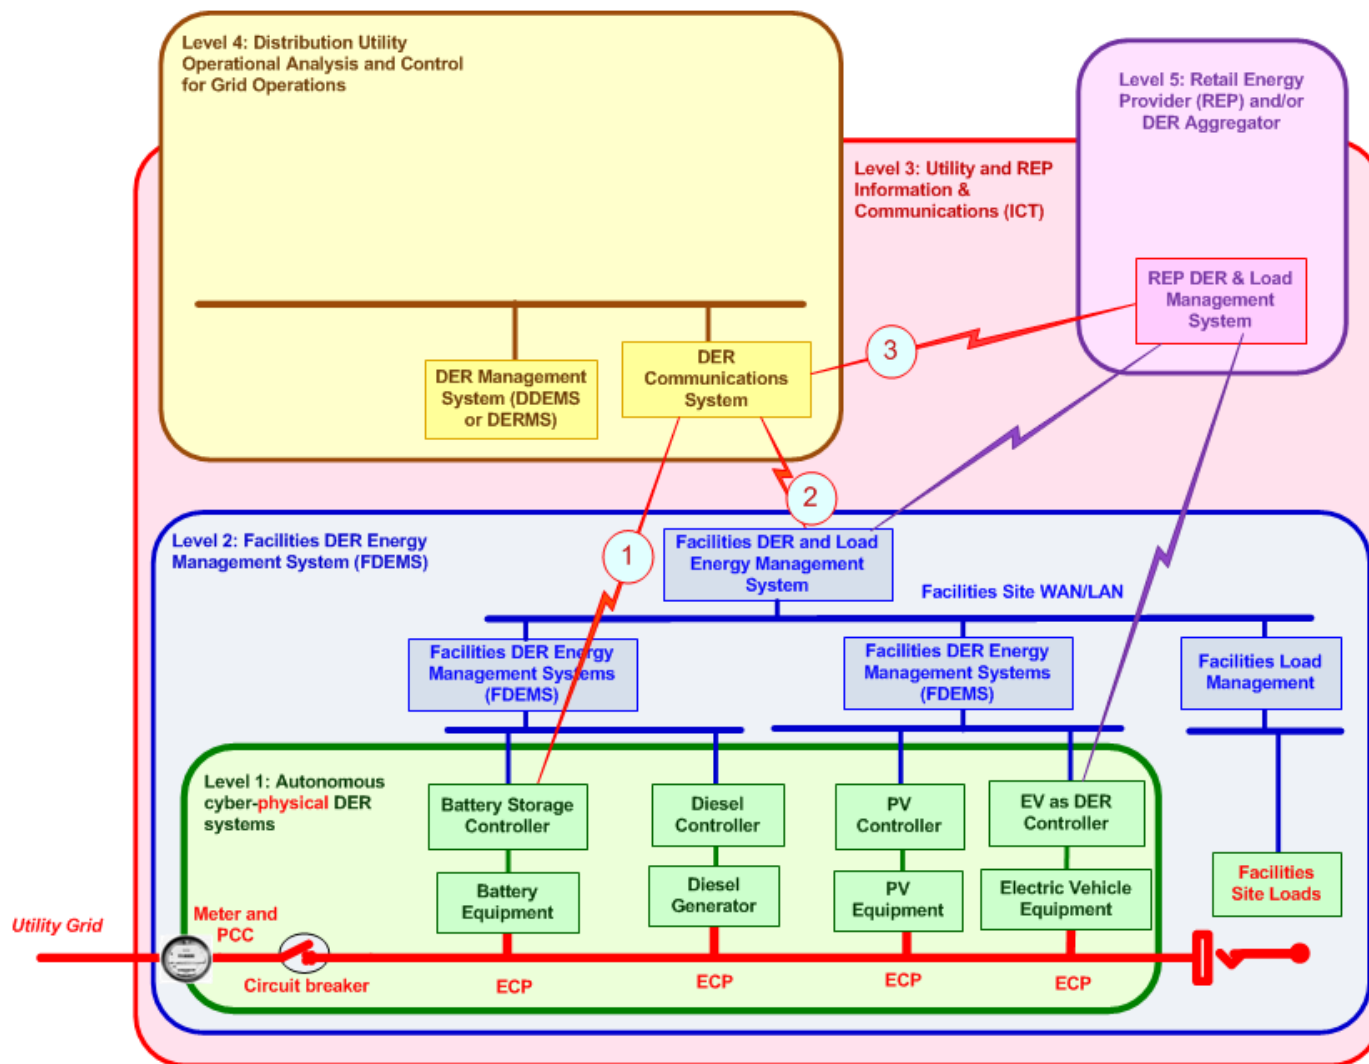 Level 4: Distribution Utility
Operational Analysis and Control
for Grid Operations
Level 5: Retail Energy
Provider (REP) and/or
DER Aggregator
Level 3: Utility and REP
Information &
Communications (ICT)
REP DER & Load
Management
System
3
DER
Communications
System
DER Management
System (DDEMS
or DERMS)
2
1
Level 2: Facilities DER Energy
Management System (FDEMS)
Facilities DER and Load
Energy Management
System
Facilities Site WAN/LAN
Facilities DER Energy
Management Systems
(FDEMS)
Facilities DER Energy
Management Systems
(FDEMS)
Facilities Load
Management
Level 1: Autonomous
cyber-physical DER
systems
Battery Storage
Controller
Diesel
Controller
PV
Controller
EV as DER
Controller
Battery
Equipment
Diesel
Generator
PV
Equipment
Electric Vehicle
Equipment
Facilities
Site Loads
Utility Grid
Meter and
PCC
Circuit breaker
ECP
ECP
ECP
ECP